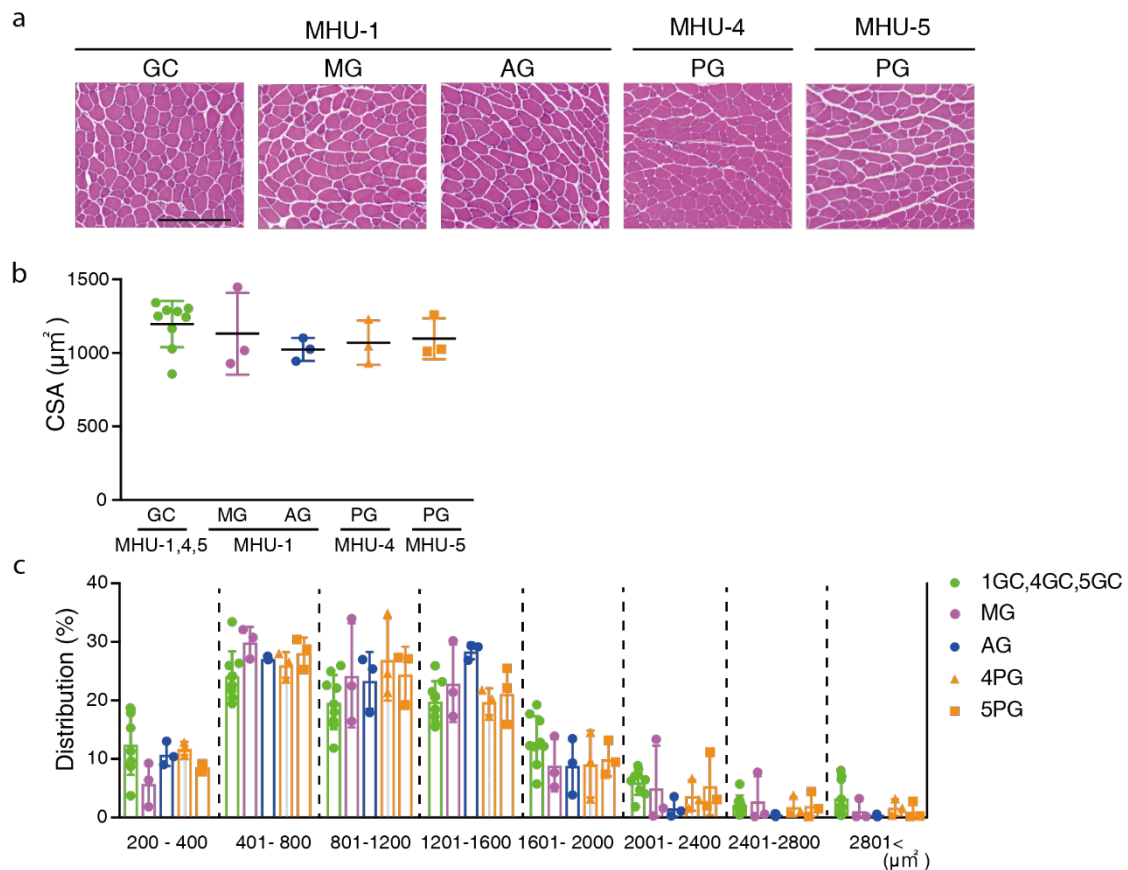 a
MHU-1 MHU-4 MHU-5
GC MG AG PG PG
b
1500
1000
500
0
CSA (µm²)
GC MG AG PG PG
MHU-1,4,5 MHU-1 MHU-4 MHU-5
c
40
30
20
10
0
Distribution (%)
200 - 400 401- 800 801-1200 1201-1600 1601- 2000 2001- 2400 2401-2800 2801<
(µm²)
1GC,4GC,5GC
MG
AG
4PG
5PG